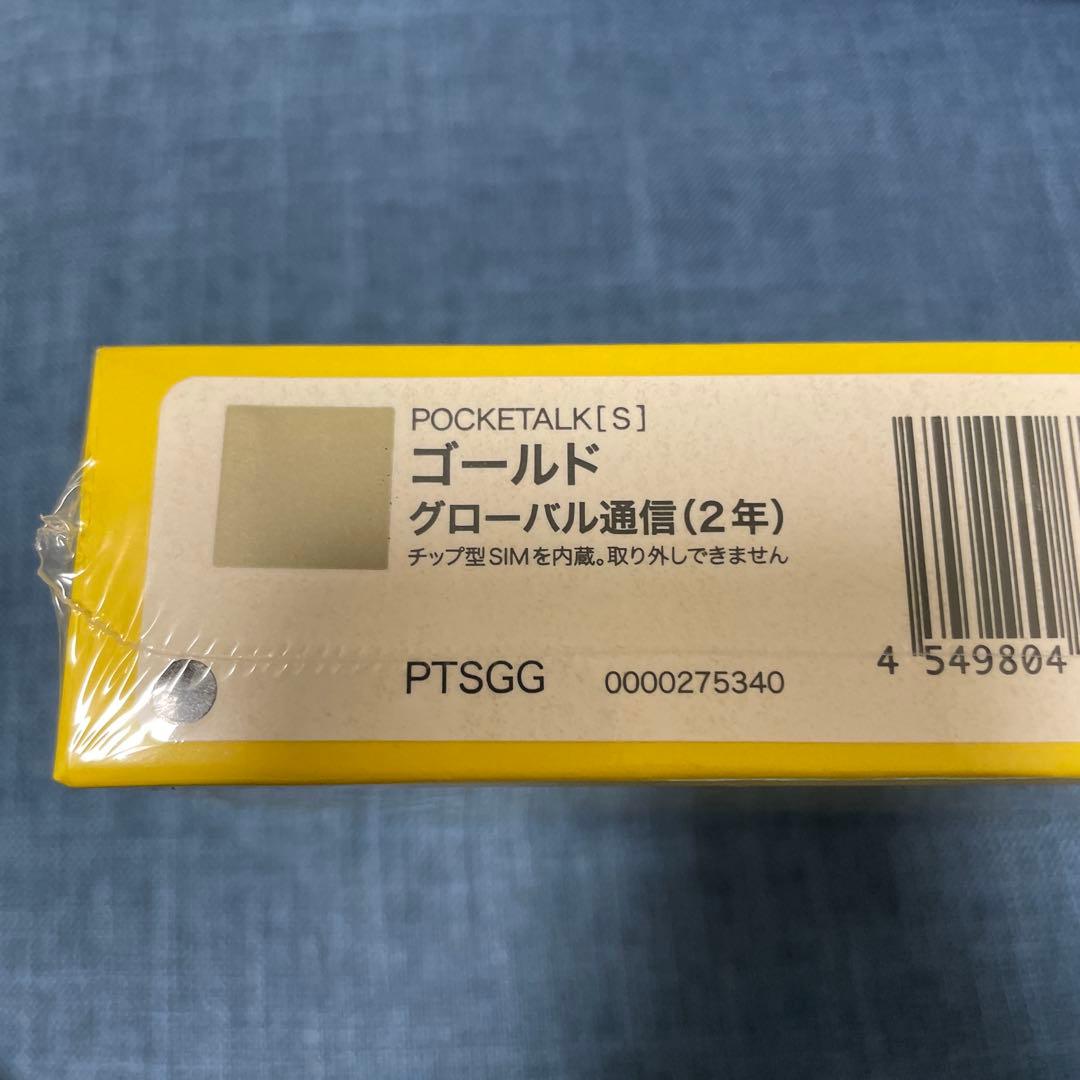 POCKETALK[S]
ゴールド
グローバル通信(2年)
チップ型SIMを内蔵。取り外しできません
PTSGG 0000275340
4 549804